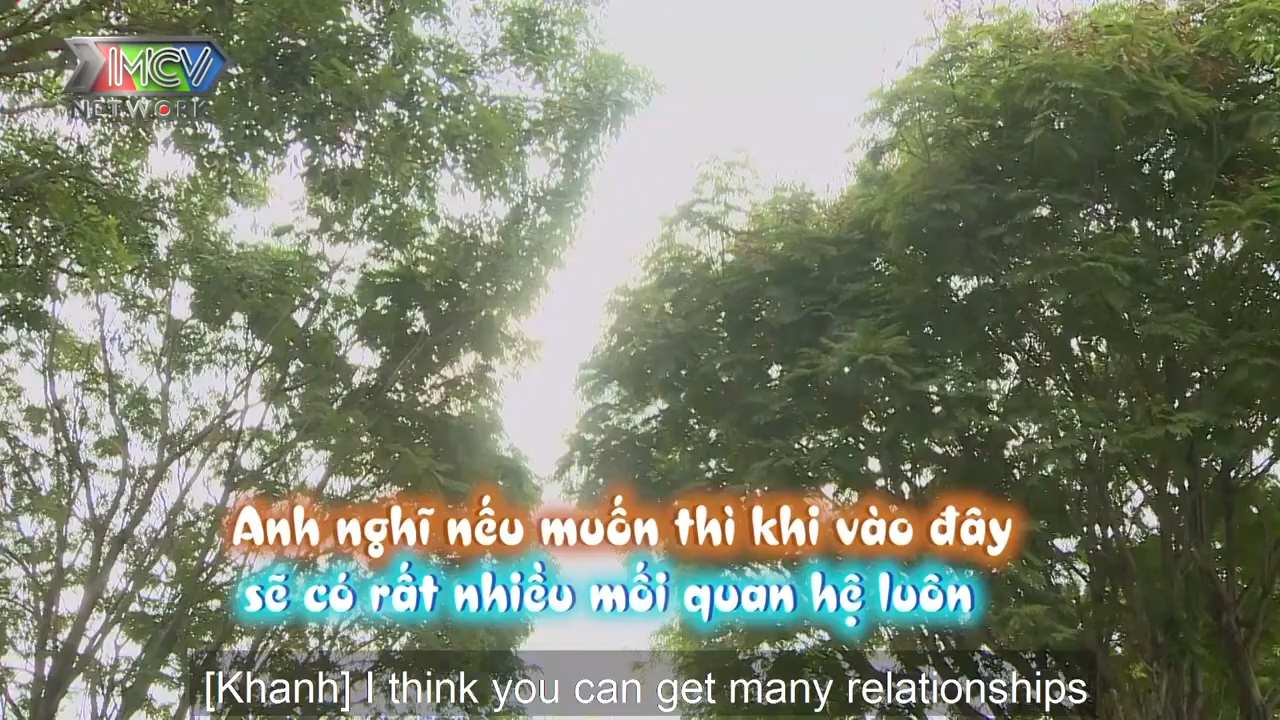 MCV
NETWORK
Anh nghĩ nếu muốn thì khi vào đây
sẽ có rất nhiều mối quan hệ luôn
[Khanh] I think you can get many relationships